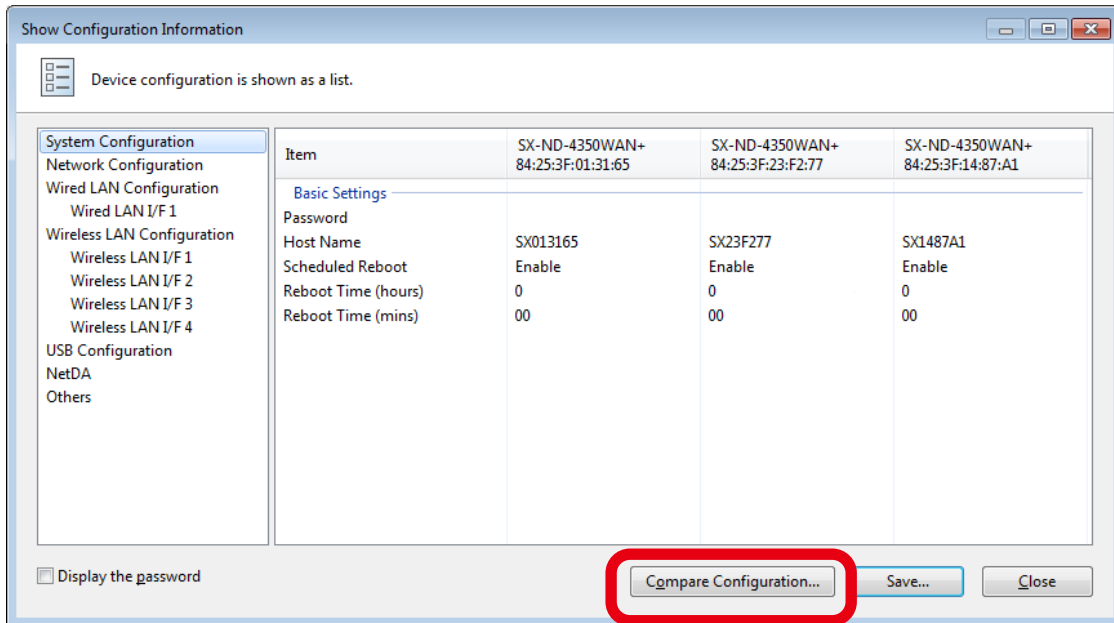 Show Configuration Information
Device configuration is shown as a list.
System Configuration
Network Configuration
Wired LAN Configuration
Wired LAN I/F 1
Wireless LAN Configuration
Wireless LAN I/F 1
Wireless LAN I/F 2
Wireless LAN I/F 3
Wireless LAN I/F 4
USB Configuration
NetDA
Others
Item SX-ND-4350WAN+ SX-ND-4350WAN+ SX-ND-4350WAN+
84:25:3F:01:31:65 84:25:3F:23:F2:77 84:25:3F:14:87:A1
Basic Settings
Password
Host Name SX013165 SX23F277 SX1487A1
Scheduled Reboot Enable Enable Enable
Reboot Time (hours) 0 0 0
Reboot Time (mins) 00 00 00
Display the password
Compare Configuration... Save... Close